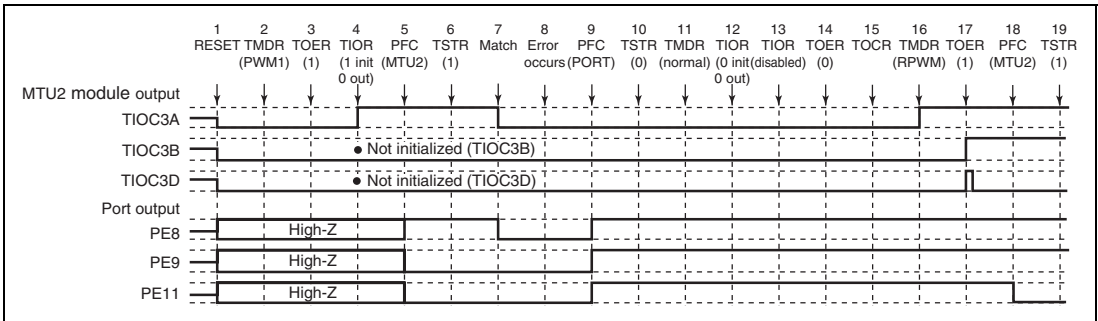 1 2 3 4 5 6 7 8 9 10 11 12 13 14 15 16 17 18 19
RESET TMDR TOER TIOR PFC TSTR Match Error PFC TSTR TMDR TIOR TIOR TOER TOCR TMDR TOER PFC TSTR
(PWM1) (1) (1 init (MTU2) (1) occurs (PORT) (0) (normal) (0 init (disabled) (0) (RPWM) (1) (MTU2) (1)
0 out) 0 out)
MTU2 module output
TIOC3A
TIOC3B • Not initialized (TIOC3B)
TIOC3D • Not initialized (TIOC3D)
Port output
PE8 High-Z
PE9 High-Z
PE11 High-Z